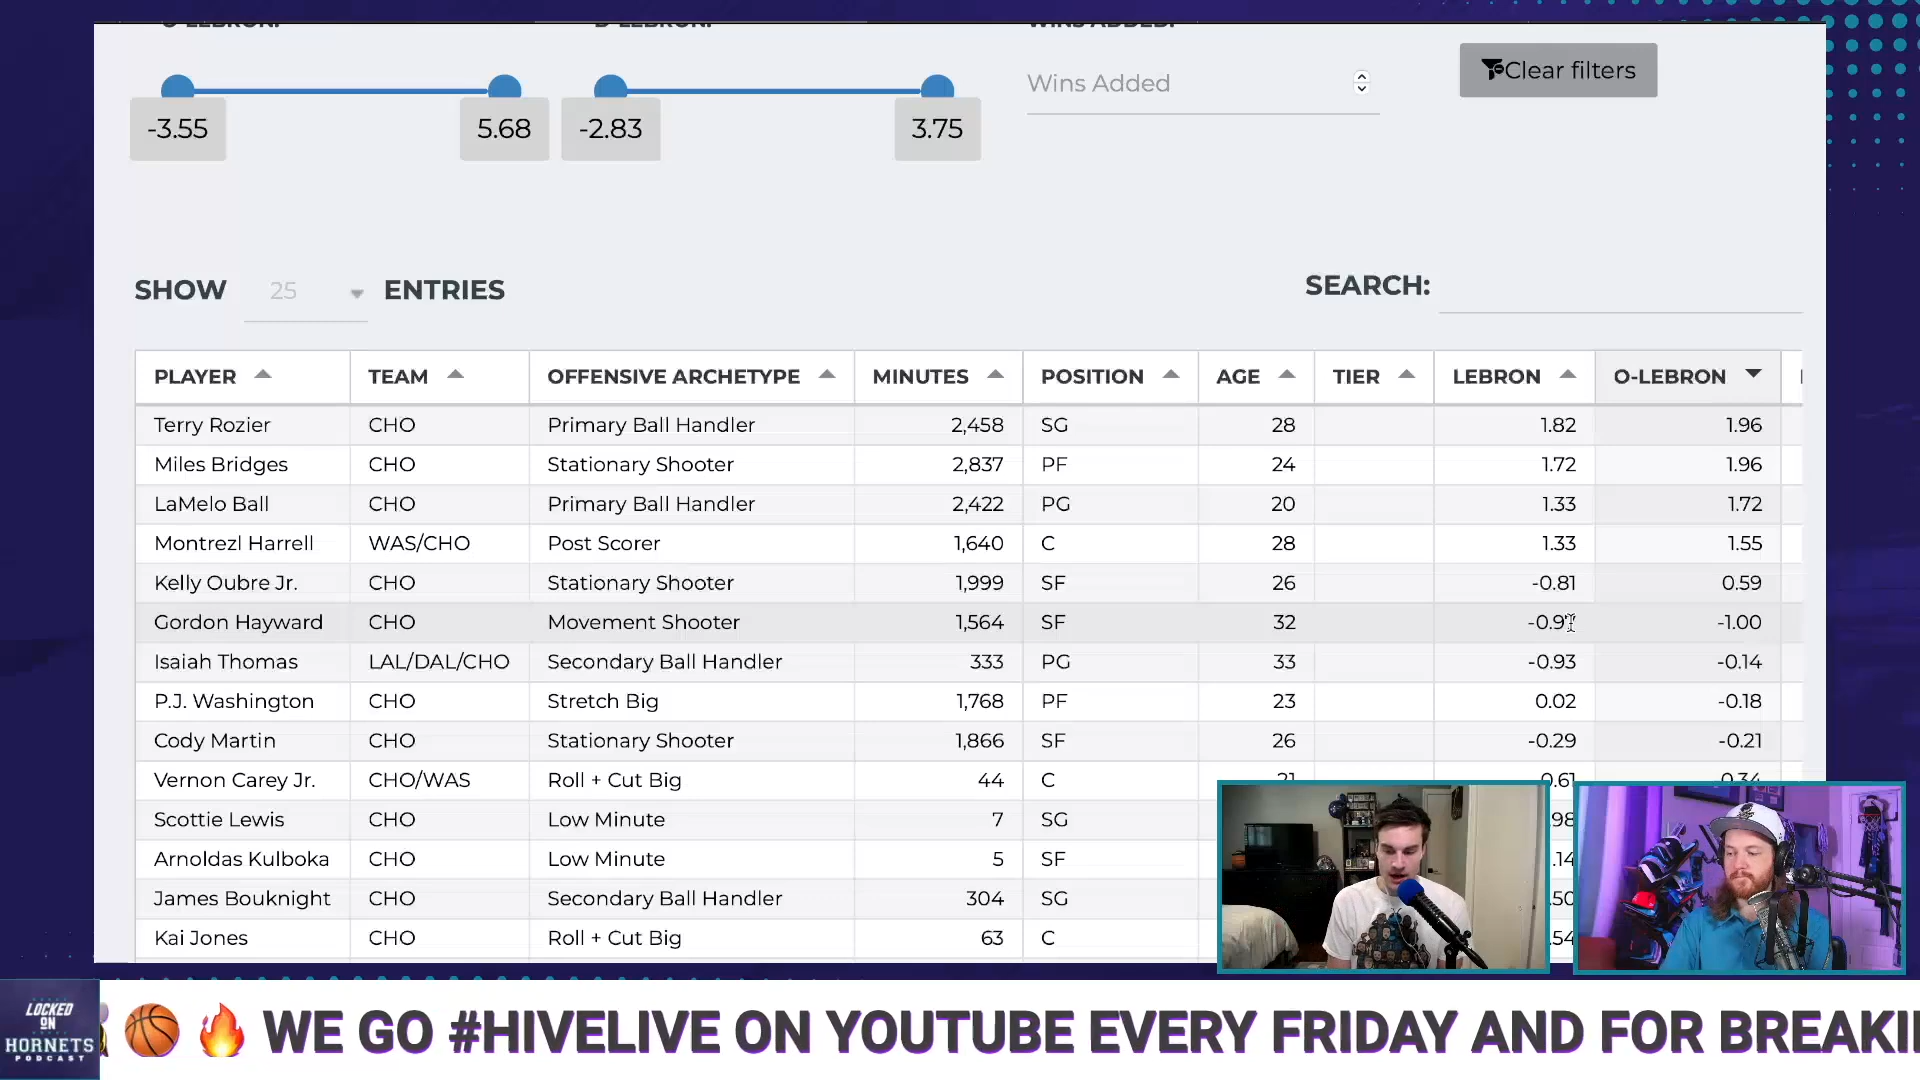 -3.55 5.68 -2.83 3.75
Wins Added
Clear filters
SHOW 25 ENTRIES
SEARCH:
PLAYER TEAM OFFENSIVE ARCHETYPE MINUTES POSITION AGE TIER LEBRON O-LEBRON
Terry Rozier CHO Primary Ball Handler 2,458 SG 28 1.82 1.96
Miles Bridges CHO Stationary Shooter 2,837 PF 24 1.72 1.96
LaMelo Ball CHO Primary Ball Handler 2,422 PG 20 1.33 1.72
Montrezl Harrell WAS/CHO Post Scorer 1,640 C 28 1.33 1.55
Kelly Oubre Jr. CHO Stationary Shooter 1,999 SF 26 -0.81 0.59
Gordon Hayward CHO Movement Shooter 1,564 SF 32 -1.00
Isaiah Thomas LAL/DAL/CHO Secondary Ball Handler 333 PG 33 -0.93 -0.14
P.J. Washington CHO Stretch Big 1,768 PF 23 0.02 -0.18
Cody Martin CHO Stationary Shooter 1,866 SF 26 -0.29 -0.21
Vernon Carey Jr. CHO/WAS Roll + Cut Big 44 C
Scottie Lewis CHO Low Minute 7 SG
Arnoldas Kulboka CHO Low Minute 5 SF
James Bouknight CHO Secondary Ball Handler 304 SG
Kai Jones CHO Roll + Cut Big 63 C
LOCKED
ON
HORNETS
PODCAST
WE GO #HIVELIVE ON YOUTUBE EVERY FRIDAY AND FOR BREAKI